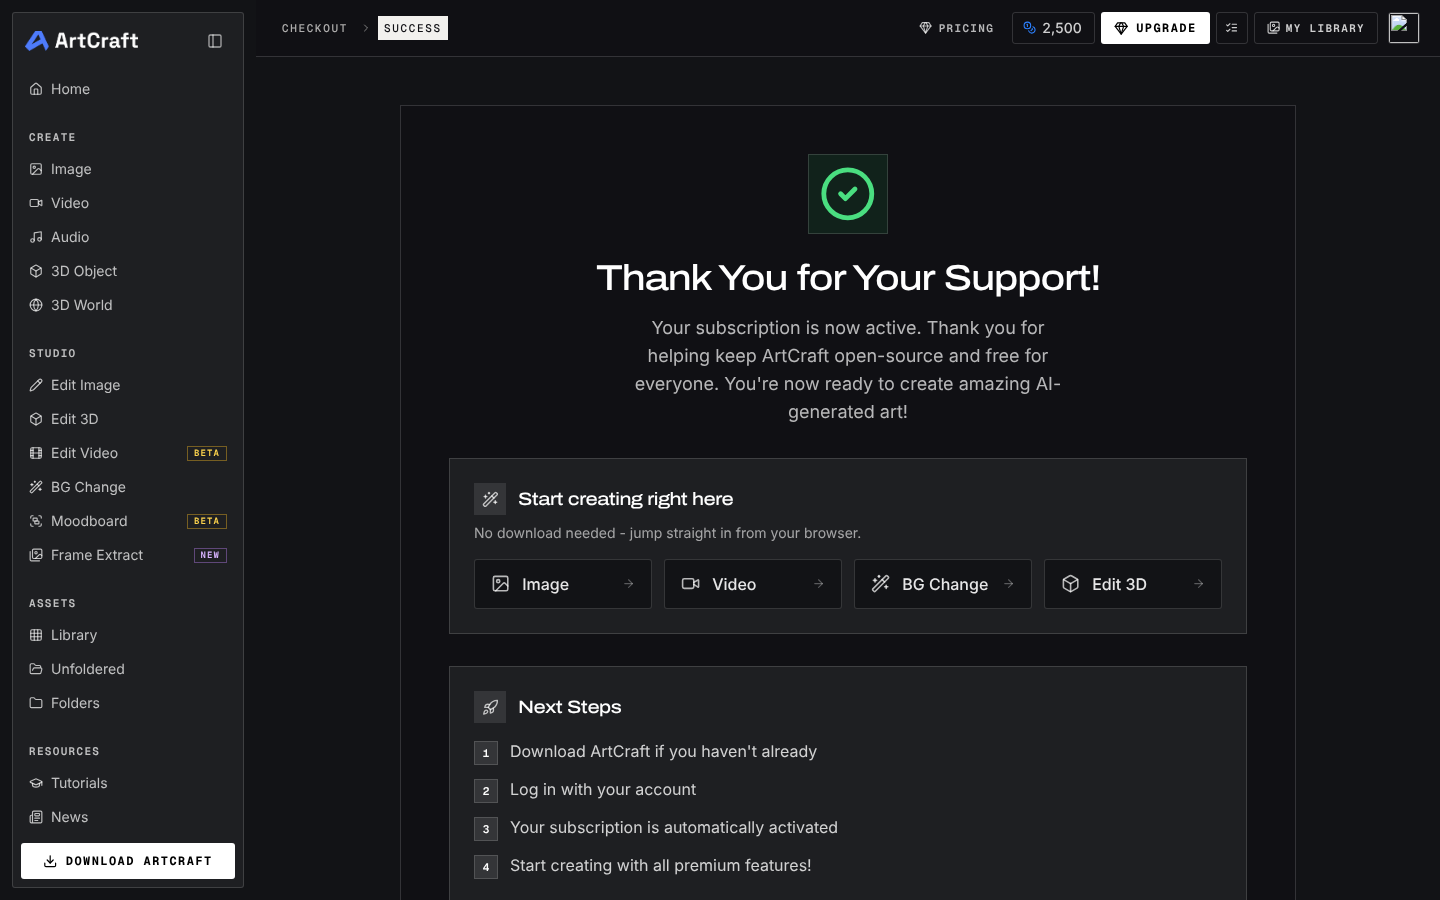 ArtCraft
Home
CREATE
Image
Video
Audio
3D Object
3D World
STUDIO
Edit Image
Edit 3D
Edit Video BETA
BG Change
Moodboard BETA
Frame Extract NEW
ASSETS
Library
Unfoldered
Folders
RESOURCES
Tutorials
News
DOWNLOAD ARTCRAFT
CHECKOUT SUCCESS
PRICING 2,500 UPGRADE MY LIBRARY
Thank You for Your Support!
Your subscription is now active. Thank you for
helping keep ArtCraft open-source and free for
everyone. You're now ready to create amazing AI-
generated art!
Start creating right here
No download needed - jump straight in from your browser.
Image Video BG Change Edit 3D
Next Steps
1 Download ArtCraft if you haven't already
2 Log in with your account
3 Your subscription is automatically activated
4 Start creating with all premium features!